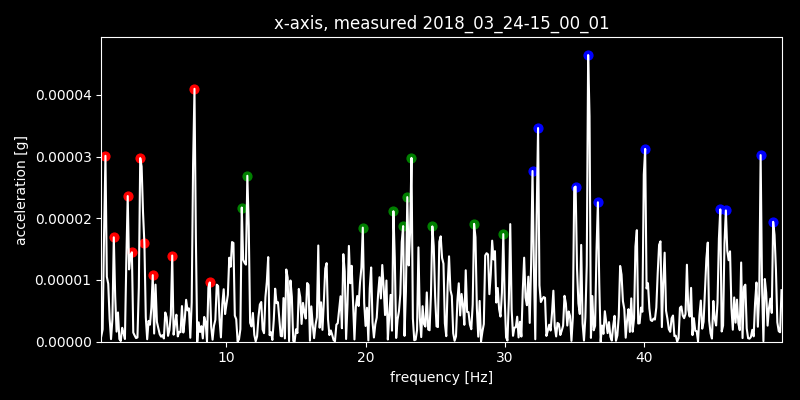 x-axis, measured 2018_03_24-15_00_01
acceleration [g]
0.00004
0.00003
0.00002
0.00001
0.00000
10 20 30 40
frequency [Hz]